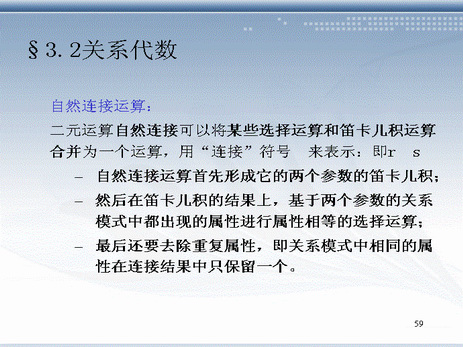 §3.2关系代数
自然连接运算：
二元运算自然连接可以将某些选择运算和笛卡儿积运算
合并为一个运算，用“连接”符号 来表示：即r s
– 自然连接运算首先形成它的两个参数的笛卡儿积；
– 然后在笛卡儿积的结果上，基于两个参数的关系
模式中都出现的属性进行属性相等的选择运算；
– 最后还要去除重复属性，即关系模式中相同的属
性在连接结果中只保留一个。
59